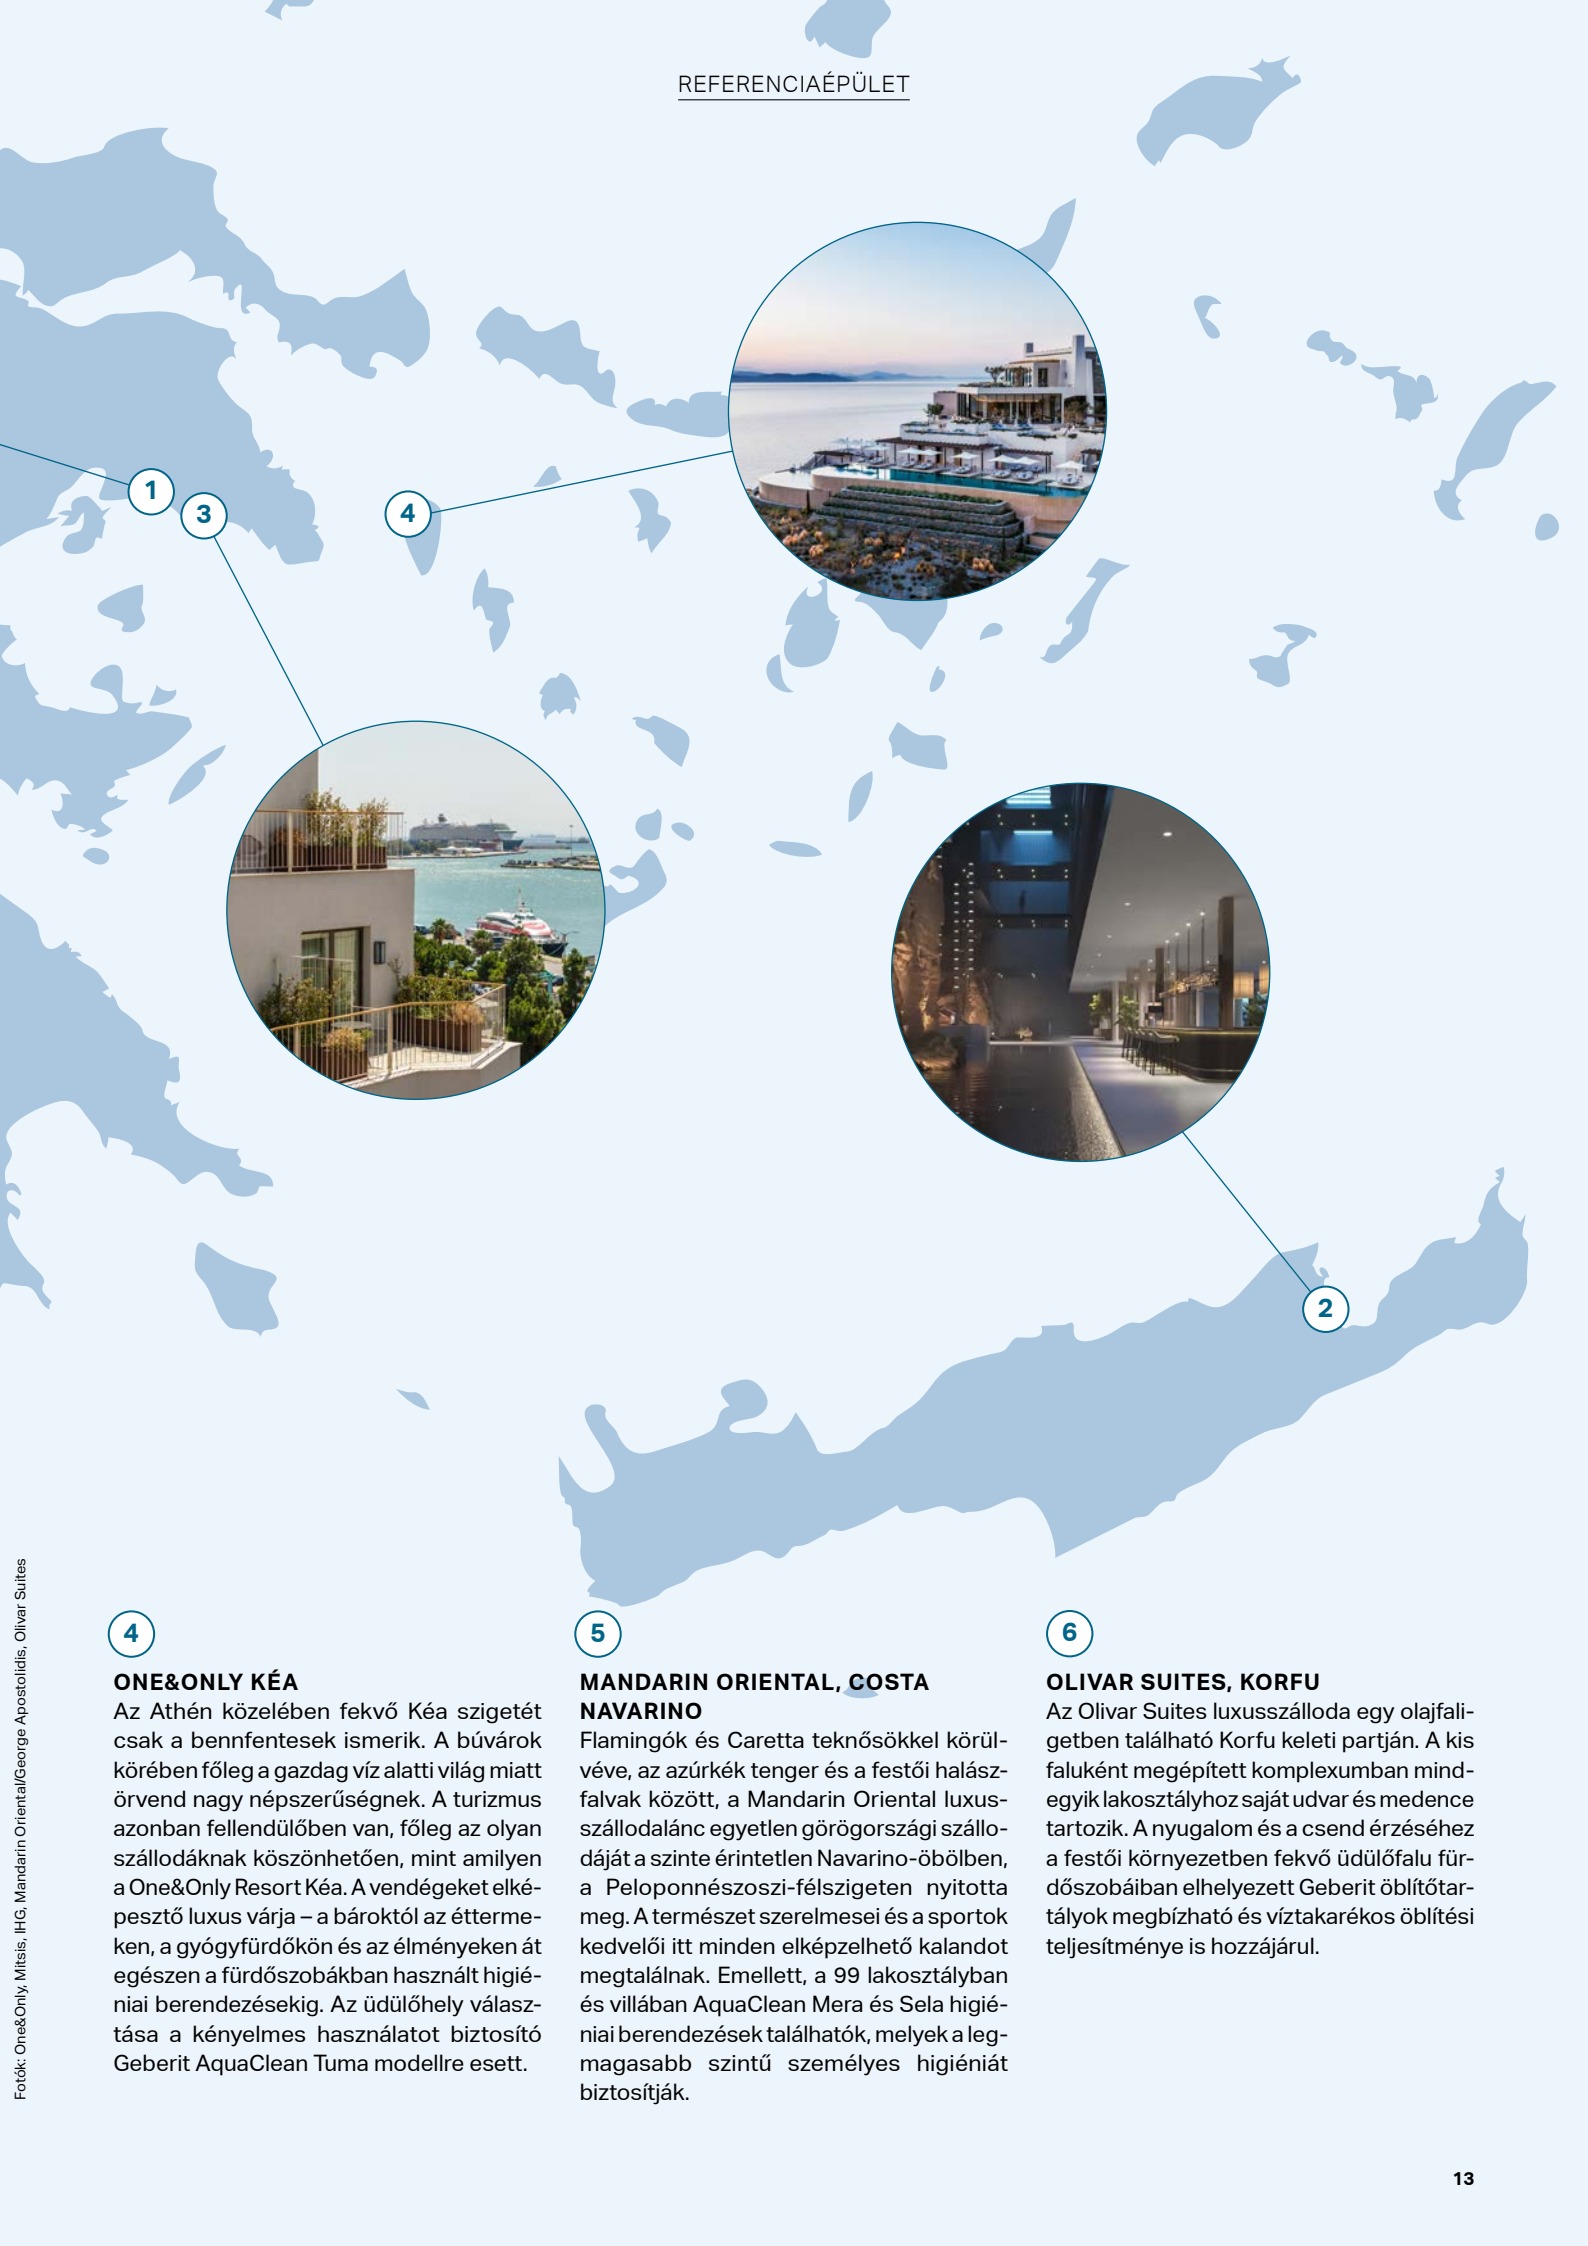 REFERENCIAÉPÜLET
1
3
4
2
4
ONE&ONLY KÉA
Az Athén közelében fekvő Kéa szigetét
csak a bennfentesek ismerik. A búvárok
körében főleg a gazdag víz alatti világ miatt
örvend nagy népszerűségnek. A turizmus
azonban fellendülőben van, főleg az olyan
szállodáknak köszönhetően, mint amilyen
a One&Only Resort Kéa. A vendégeket elké-
pesztő luxus várja – a bároktól az étterme-
ken, a gyógyfürdőkön és az élményeken át
egészen a fürdőszobákban használt higié-
niai berendezésekig. Az üdülőhely válasz-
tása a kényelmes használatot biztosító
Geberit AquaClean Tuma modellre esett.
5
MANDARIN ORIENTAL, COSTA
NAVARINO
Flamingók és Caretta teknősökkel körül-
véve, az azúrkék tenger és a festői halász-
falvak között, a Mandarin Oriental luxus-
szállodalánc egyetlen görögországi szállo-
dáját a szinte érintetlen Navarino-öbölben,
a Peloponnészoszi-félszigeten nyitotta
meg. A természet szerelmesei és a sportok
kedvelői itt minden elképzelhető kalandot
megtalálnak. Emellett, a 99 lakosztályban
és villában AquaClean Mera és Sela higié-
niai berendezések találhatók, melyek a leg-
magasabb szintű személyes higiéniát
biztosítják.
6
OLIVAR SUITES, KORFU
Az Olivar Suites luxusszálloda egy olajfali-
getben található Korfu keleti partján. A kis
faluként megépített komplexumban mind-
egyik lakosztályhoz saját udvar és medence
tartozik. A nyugalom és a csend érzéséhez
a festői környezetben fekvő üdülőfalu für-
dőszobáiban elhelyezett Geberit öblítőtar-
tályok megbízható és víztakarékos öblítési
teljesítménye is hozzájárul.
Fotók: One&Only, Mitsis, IHG, Mandarin Oriental/George Apostolidis, Olivar Suites
13